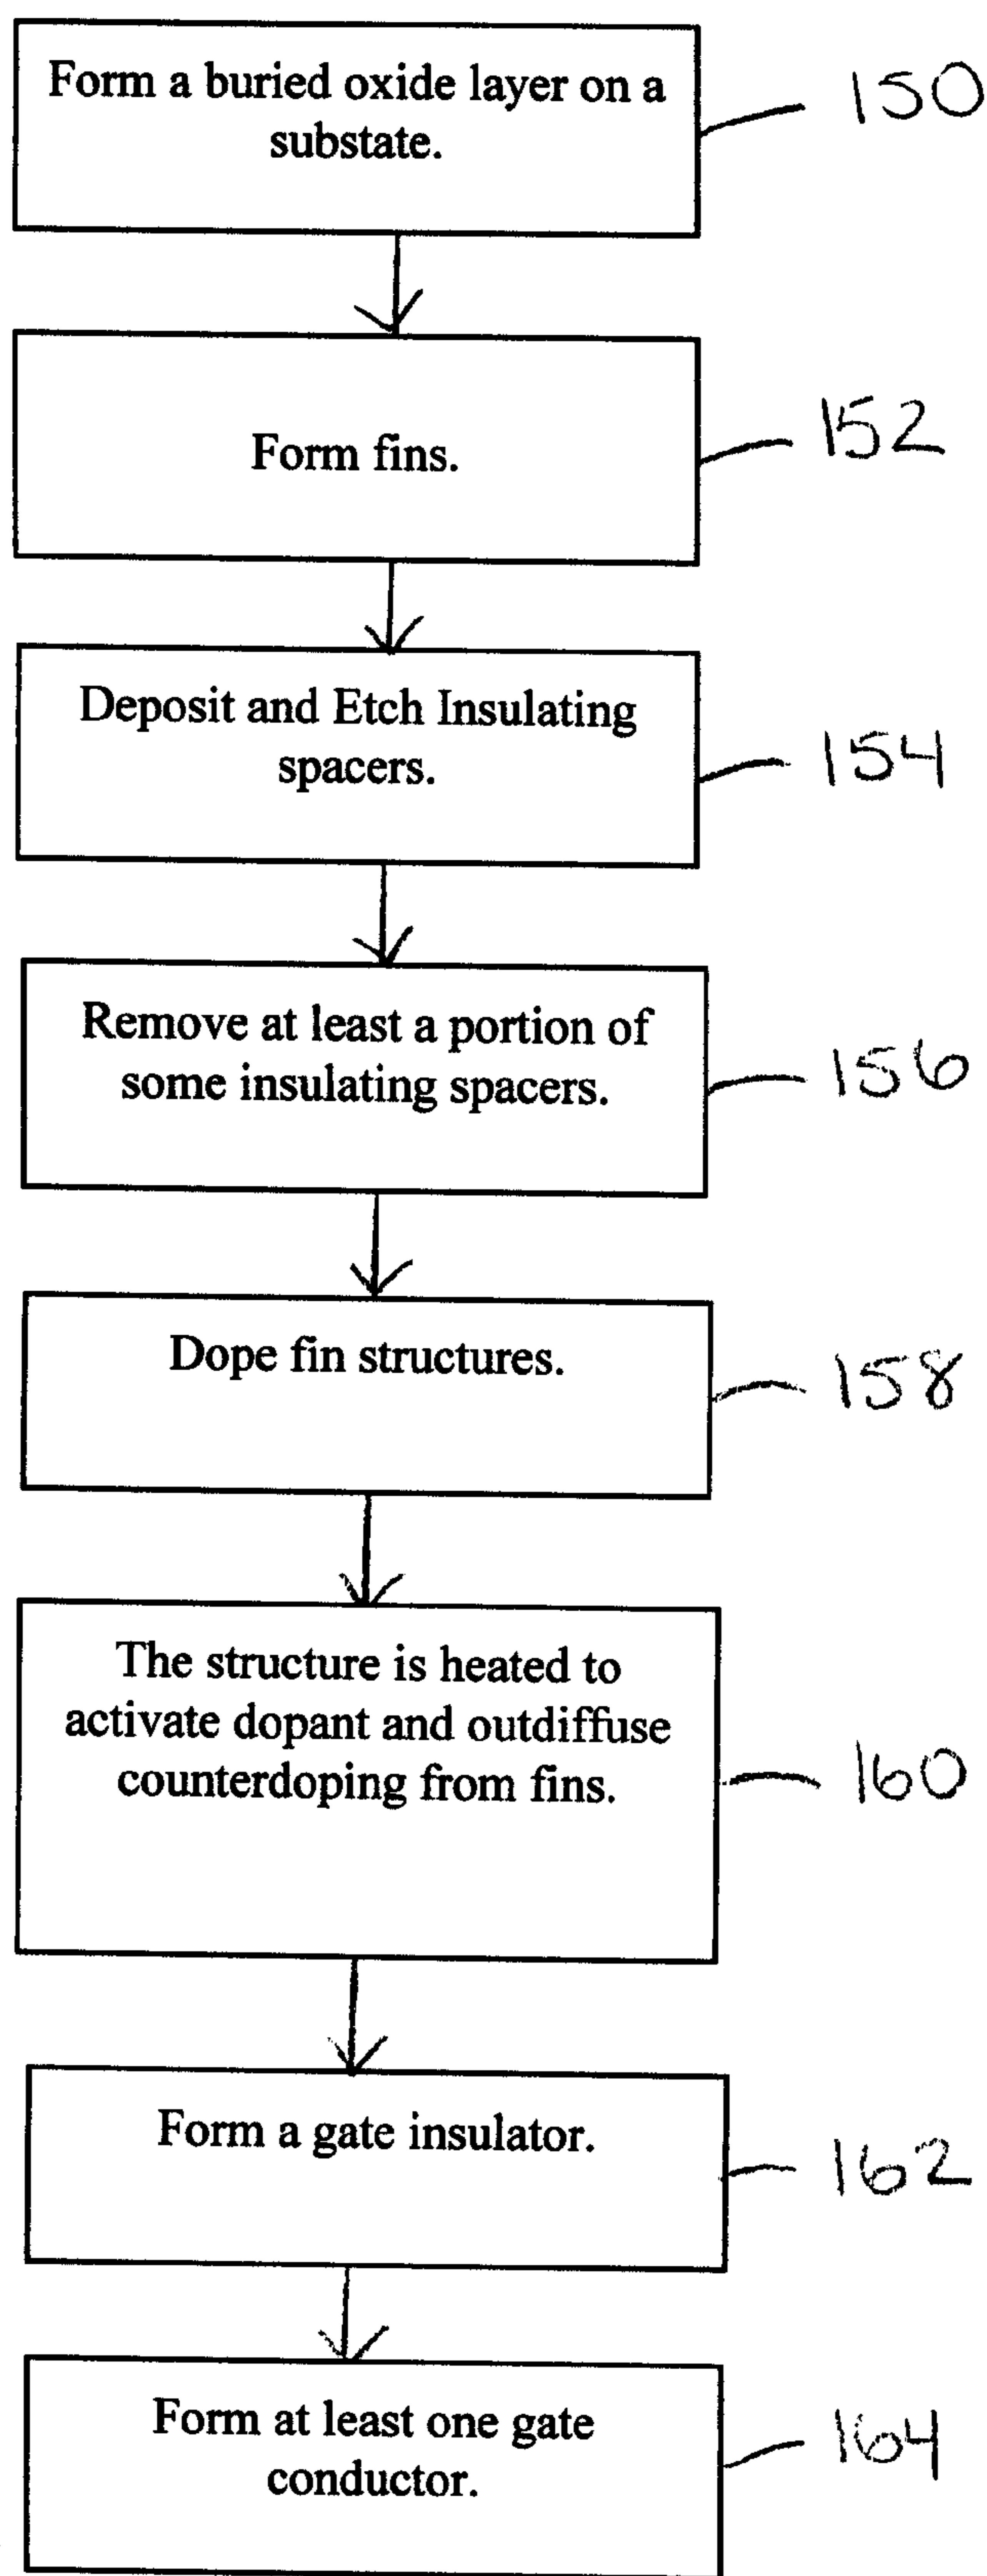 Form a buried oxide layer on a
substate.
150
Form fins.
152
Deposit and Etch Insulating
spacers.
154
Remove at least a portion of
some insulating spacers.
156
Dope fin structures.
158
The structure is heated to
activate dopant and outdiffuse
counterdoping from fins.
160
Form a gate insulator.
162
Form at least one gate
conductor.
164